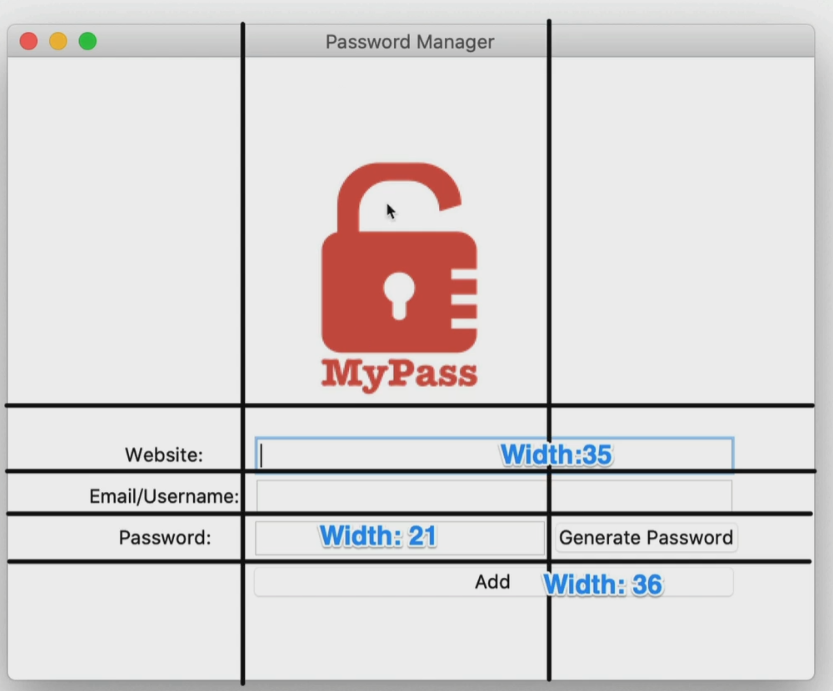 Password Manager
MyPass
Website:
Width:35
Email/Username:
Password:
Width: 21
Generate Password
Add
Width: 36